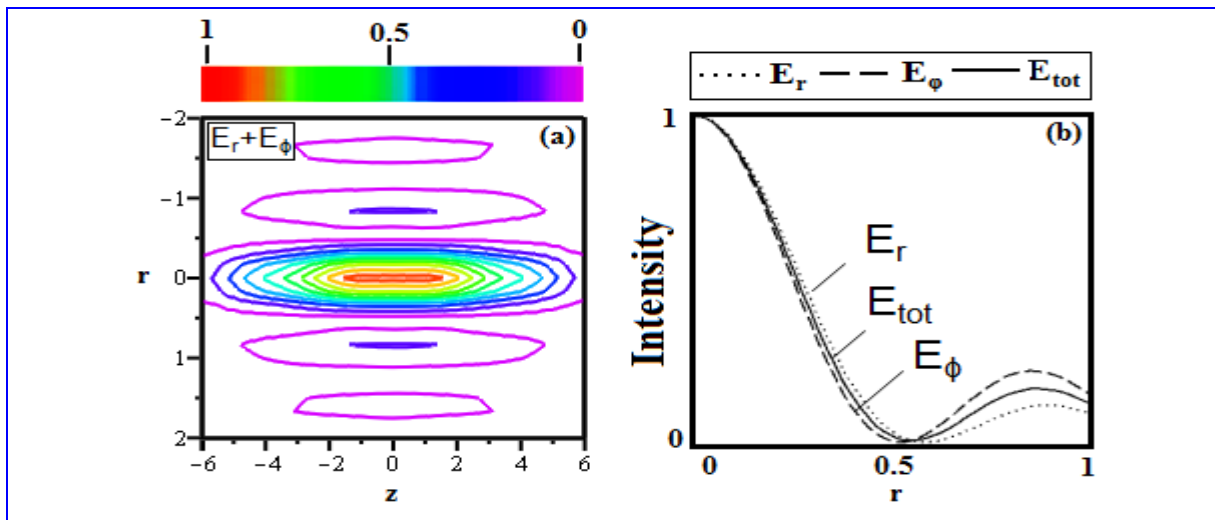 1 0.5 0
E_r+E_ϕ (a)
-2
-1
r 0
1
2
-6 -4 -2 0 2 4 6
z
E_r E_φ E_tot
1 (b)
Intensity
E_r
E_tot
E_ϕ
0
0 0.5 1
r